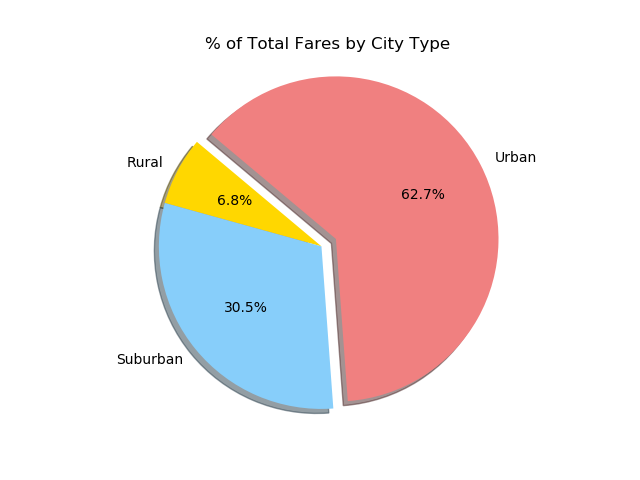 % of Total Fares by City Type
Urban
Rural
62.7%
6.8%
30.5%
Suburban